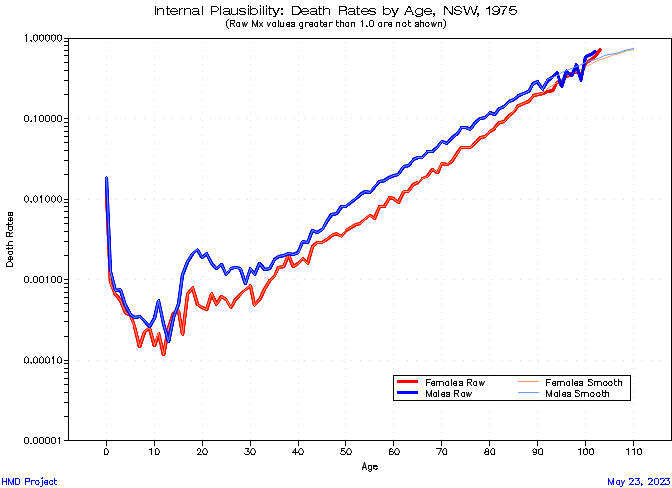 Internal Plausibility: Death Rates by Age, NSW, 1975
(Raw Mx values greater than 1.0 are not shown)
1.00000
0.10000
0.01000
0.00100
0.00010
0.00001
Death Rates
0 10 20 30 40 50 60 70 80 90 100 110
Age
Females Raw Females Smooth
Males Raw Males Smooth
HMD Project May 23, 2023